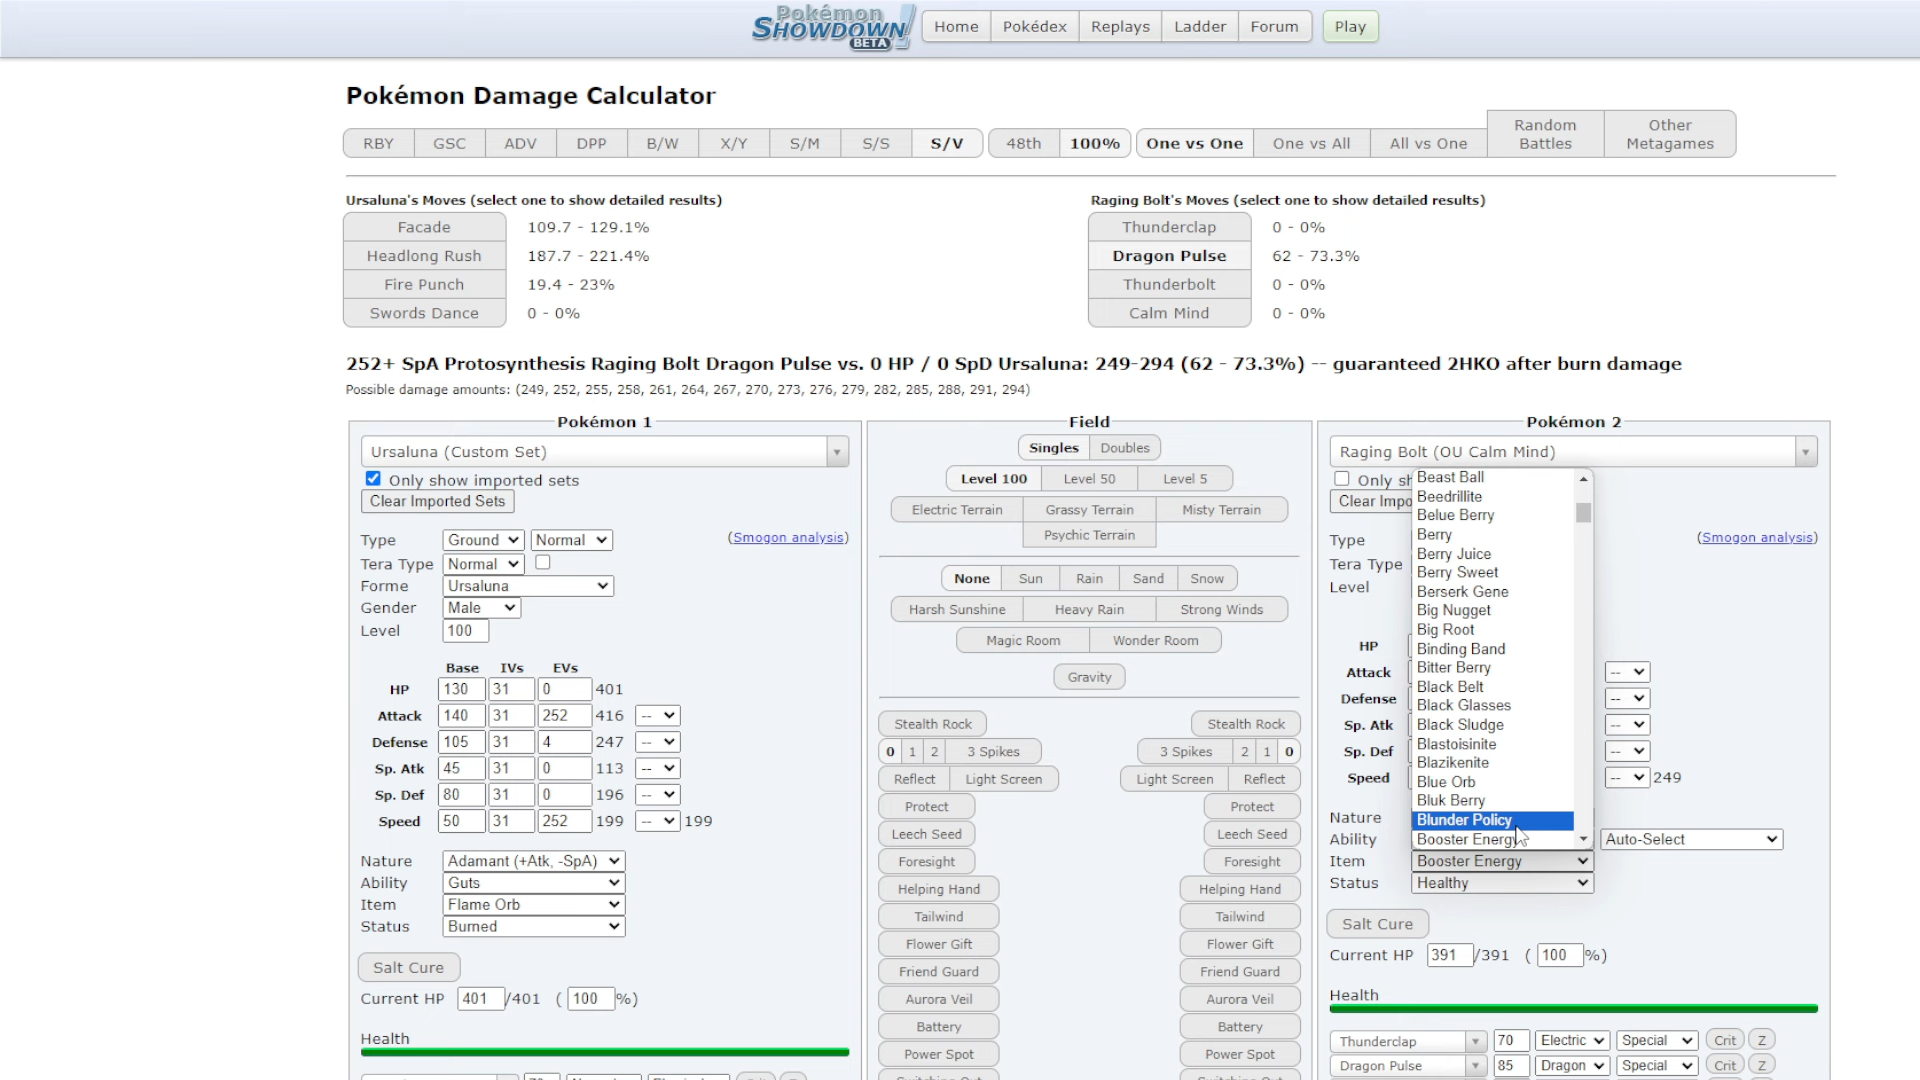 Pokémon
SHOWDOWN!
BETA
Home Pokédex Replays Ladder Forum Play
Pokémon Damage Calculator
RBY GSC ADV DPP B/W X/Y S/M S/S S/V 48th 100% One vs One One vs All All vs One Random Battles Other Metagames
Ursaluna's Moves (select one to show detailed results)
Facade 109.7 - 129.1%
Headlong Rush 187.7 - 221.4%
Fire Punch 19.4 - 23%
Swords Dance 0 - 0%
Raging Bolt's Moves (select one to show detailed results)
Thunderclap 0 - 0%
Dragon Pulse 62 - 73.3%
Thunderbolt 0 - 0%
Calm Mind 0 - 0%
252+ SpA Protosynthesis Raging Bolt Dragon Pulse vs. 0 HP / 0 SpD Ursaluna: 249-294 (62 - 73.3%) -- guaranteed 2HKO after burn damage
Possible damage amounts: (249, 252, 255, 258, 261, 264, 267, 270, 273, 276, 279, 282, 285, 288, 291, 294)
Pokémon 1
Ursaluna (Custom Set)
Only show imported sets
Clear Imported Sets
Type Ground Normal (Smogon analysis)
Tera Type Normal
Forme Ursaluna
Gender Male
Level 100
Base IVs EVs
HP 130 31 0 401
Attack 140 31 252 416 --
Defense 105 31 4 247 --
Sp. Atk 45 31 0 113 --
Sp. Def 80 31 0 196 --
Speed 50 31 252 199 -- 199
Nature Adamant (+Atk, -SpA)
Ability Guts
Item Flame Orb
Status Burned
Salt Cure
Current HP 401 /401 ( 100 %)
Health
Field
Singles Doubles
Level 100 Level 50 Level 5
Electric Terrain Grassy Terrain Misty Terrain
Psychic Terrain
None Sun Rain Sand Snow
Harsh Sunshine Heavy Rain Strong Winds
Magic Room Wonder Room
Gravity
Stealth Rock Stealth Rock
0 1 2 3 Spikes 3 Spikes 2 1 0
Reflect Light Screen Light Screen Reflect
Protect Protect
Leech Seed Leech Seed
Foresight Foresight
Helping Hand Helping Hand
Tailwind Tailwind
Flower Gift Flower Gift
Friend Guard Friend Guard
Aurora Veil Aurora Veil
Battery Battery
Power Spot Power Spot
Pokémon 2
Raging Bolt (OU Calm Mind)
Only sh
Clear Impo
Type (Smogon analysis)
Tera Type
Level
HP
Attack --
Defense --
Sp. Atk --
Sp. Def --
Speed -- 249
Nature
Ability Auto-Select
Beast Ball
Beedrillite
Belue Berry
Berry
Berry Juice
Berry Sweet
Berserk Gene
Big Nugget
Big Root
Binding Band
Bitter Berry
Black Belt
Black Glasses
Black Sludge
Blastoisinite
Blazikenite
Blue Orb
Bluk Berry
Blunder Policy
Booster Energy
Item Booster Energy
Status Healthy
Salt Cure
Current HP 391 /391 ( 100 %)
Health
Thunderclap 70 Electric Special Crit Z
Dragon Pulse 85 Dragon Special Crit Z